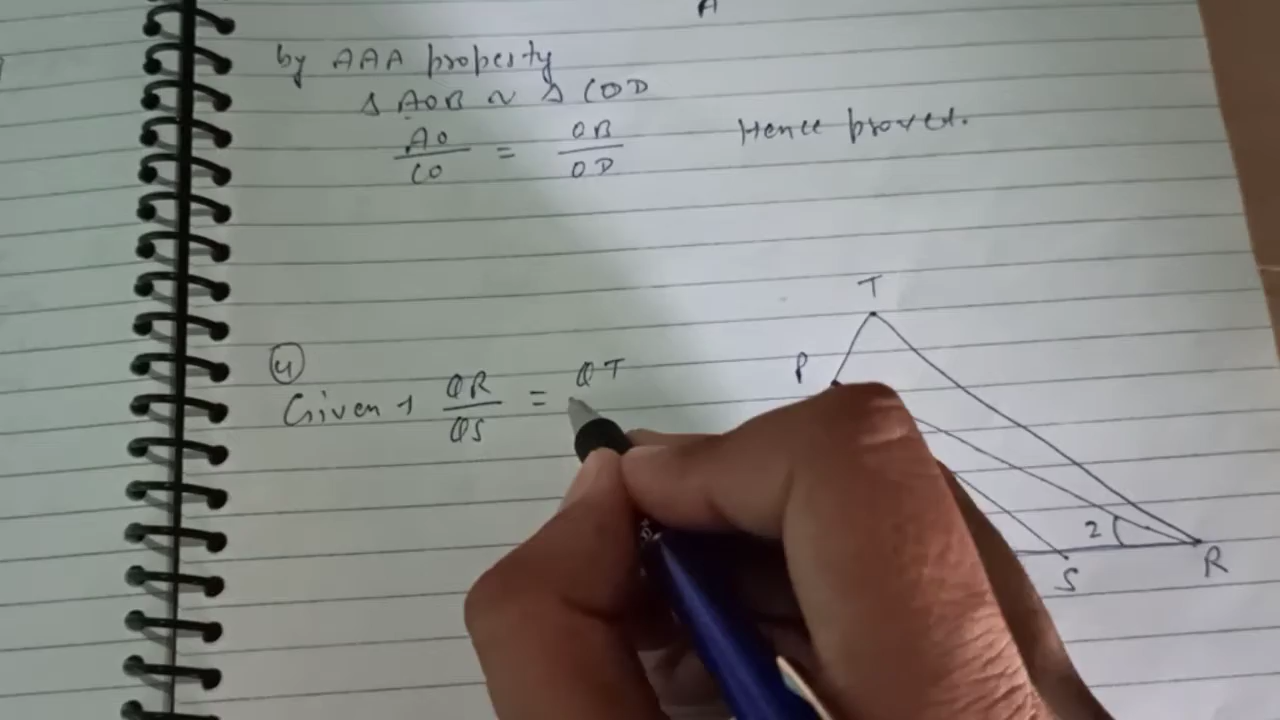 A
by AAA property
Δ AOB ~ Δ COD
AO/CO = OB/OD Hence proved.
4
Given → QR/QS = QT
T
P
2
S
R